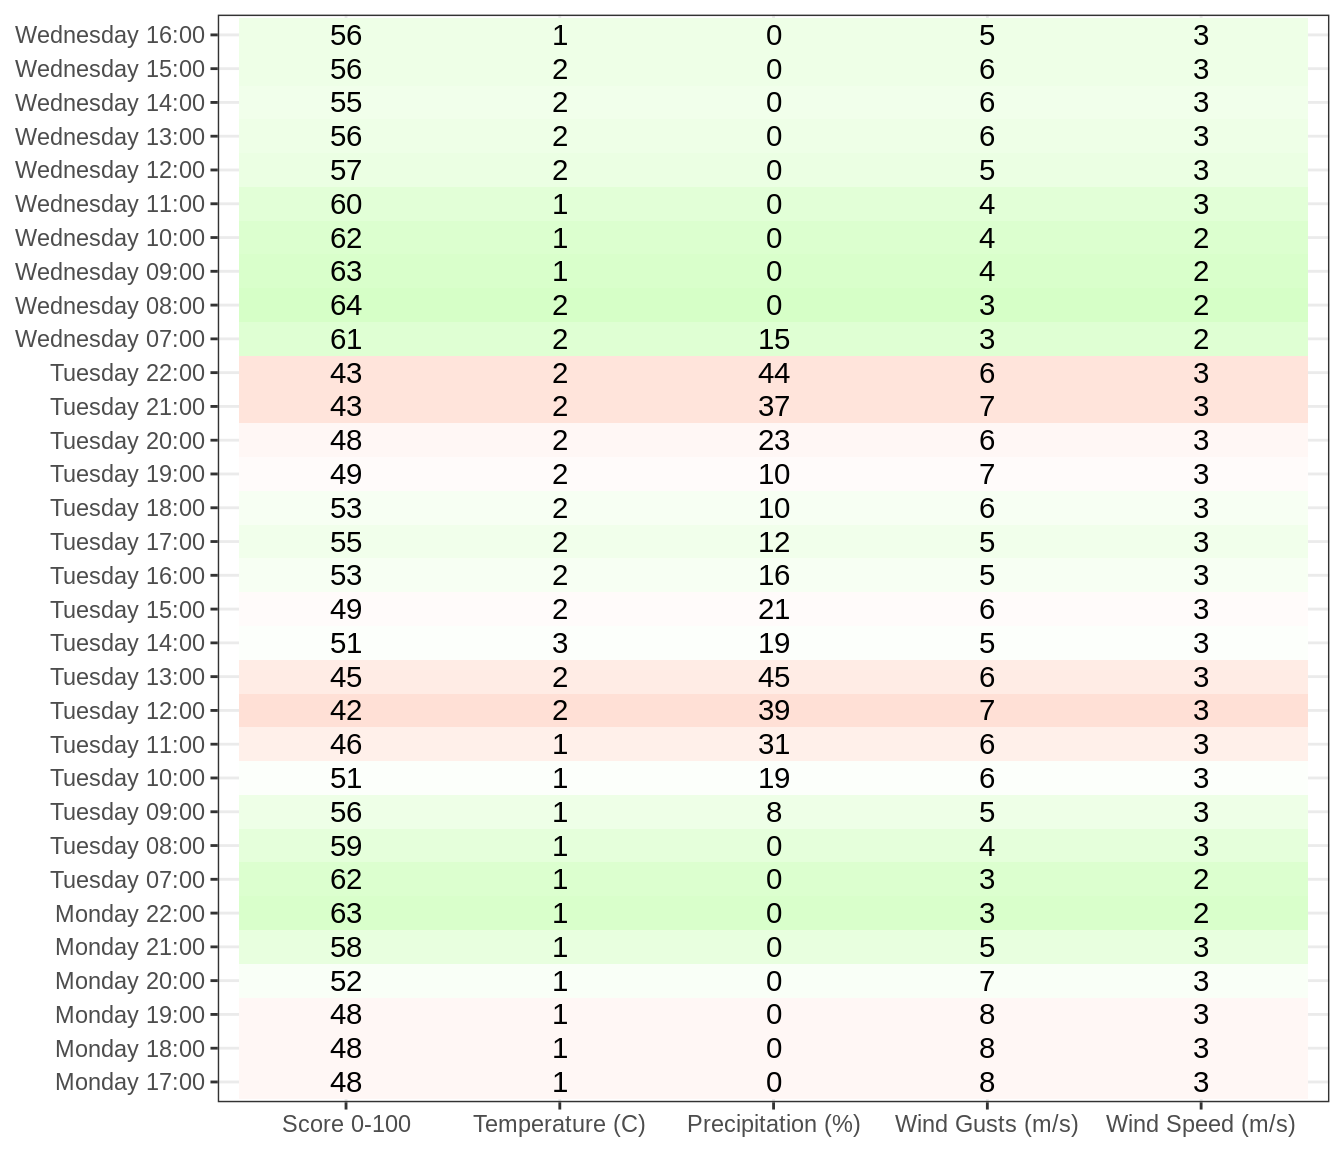 Wednesday 16:00 56 1 0 5 3
Wednesday 15:00 56 2 0 6 3
Wednesday 14:00 55 2 0 6 3
Wednesday 13:00 56 2 0 6 3
Wednesday 12:00 57 2 0 5 3
Wednesday 11:00 60 1 0 4 3
Wednesday 10:00 62 1 0 4 2
Wednesday 09:00 63 1 0 4 2
Wednesday 08:00 64 2 0 3 2
Wednesday 07:00 61 2 15 3 2
Tuesday 22:00 43 2 44 6 3
Tuesday 21:00 43 2 37 7 3
Tuesday 20:00 48 2 23 6 3
Tuesday 19:00 49 2 10 7 3
Tuesday 18:00 53 2 10 6 3
Tuesday 17:00 55 2 12 5 3
Tuesday 16:00 53 2 16 5 3
Tuesday 15:00 49 2 21 6 3
Tuesday 14:00 51 3 19 5 3
Tuesday 13:00 45 2 45 6 3
Tuesday 12:00 42 2 39 7 3
Tuesday 11:00 46 1 31 6 3
Tuesday 10:00 51 1 19 6 3
Tuesday 09:00 56 1 8 5 3
Tuesday 08:00 59 1 0 4 3
Tuesday 07:00 62 1 0 3 2
Monday 22:00 63 1 0 3 2
Monday 21:00 58 1 0 5 3
Monday 20:00 52 1 0 7 3
Monday 19:00 48 1 0 8 3
Monday 18:00 48 1 0 8 3
Monday 17:00 48 1 0 8 3
Score 0-100 Temperature (C) Precipitation (%) Wind Gusts (m/s) Wind Speed (m/s)